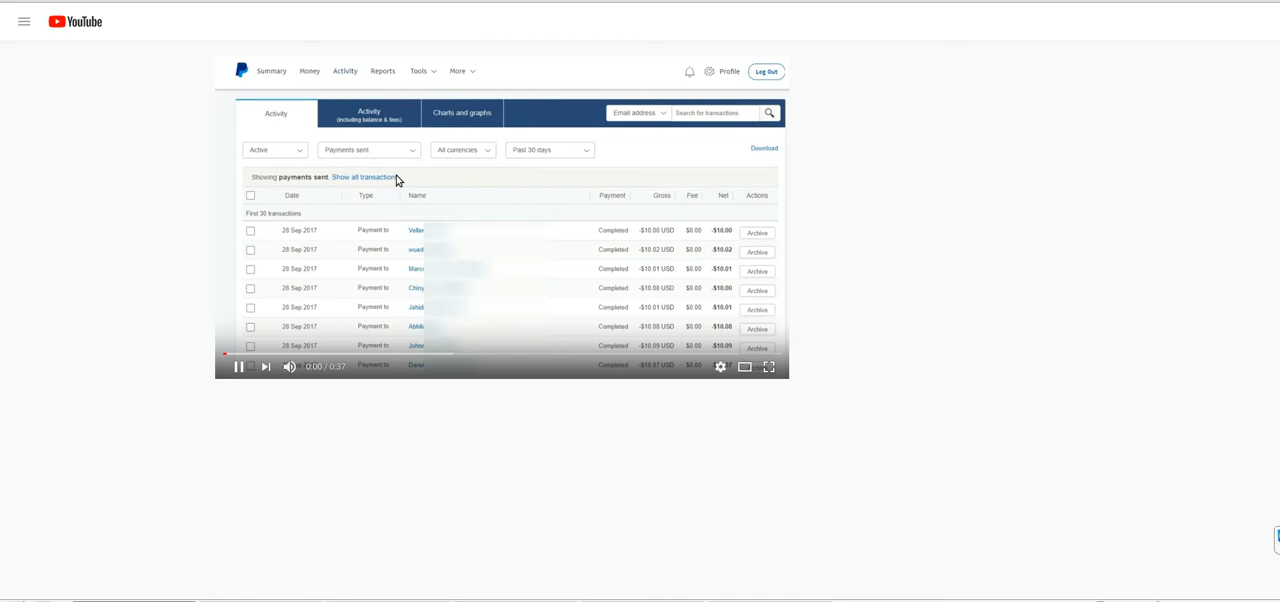 YouTube
Summary Money Activity Reports Tools More Profile Log Out
Activity Activity Charts and graphs Email address Search for transactions
(including balance & fees)
Active Payments sent All currencies Past 30 days Download
Showing payments sent. Show all transactions
Date Type Name Payment Gross Fee Net Actions
First 30 transactions
28 Sep 2017 Payment to Completed -$10.00 USD $0.00 -$10.00 Archive
28 Sep 2017 Payment to wuad Completed -$10.02 USD $0.00 -$10.02 Archive
28 Sep 2017 Payment to Completed -$10.01 USD $0.00 -$10.01 Archive
28 Sep 2017 Payment to Chiny Completed -$10.00 USD $0.00 -$10.00 Archive
28 Sep 2017 Payment to Jahid Completed -$10.01 USD $0.00 -$10.01 Archive
28 Sep 2017 Payment to Completed -$10.08 USD $0.00 -$10.08 Archive
28 Sep 2017 Payment to Completed -$10.09 USD $0.00 -$10.09 Archive
28 Sep 2017 Payment to Completed -$10.07 USD $0.00
0:00 / 0:37